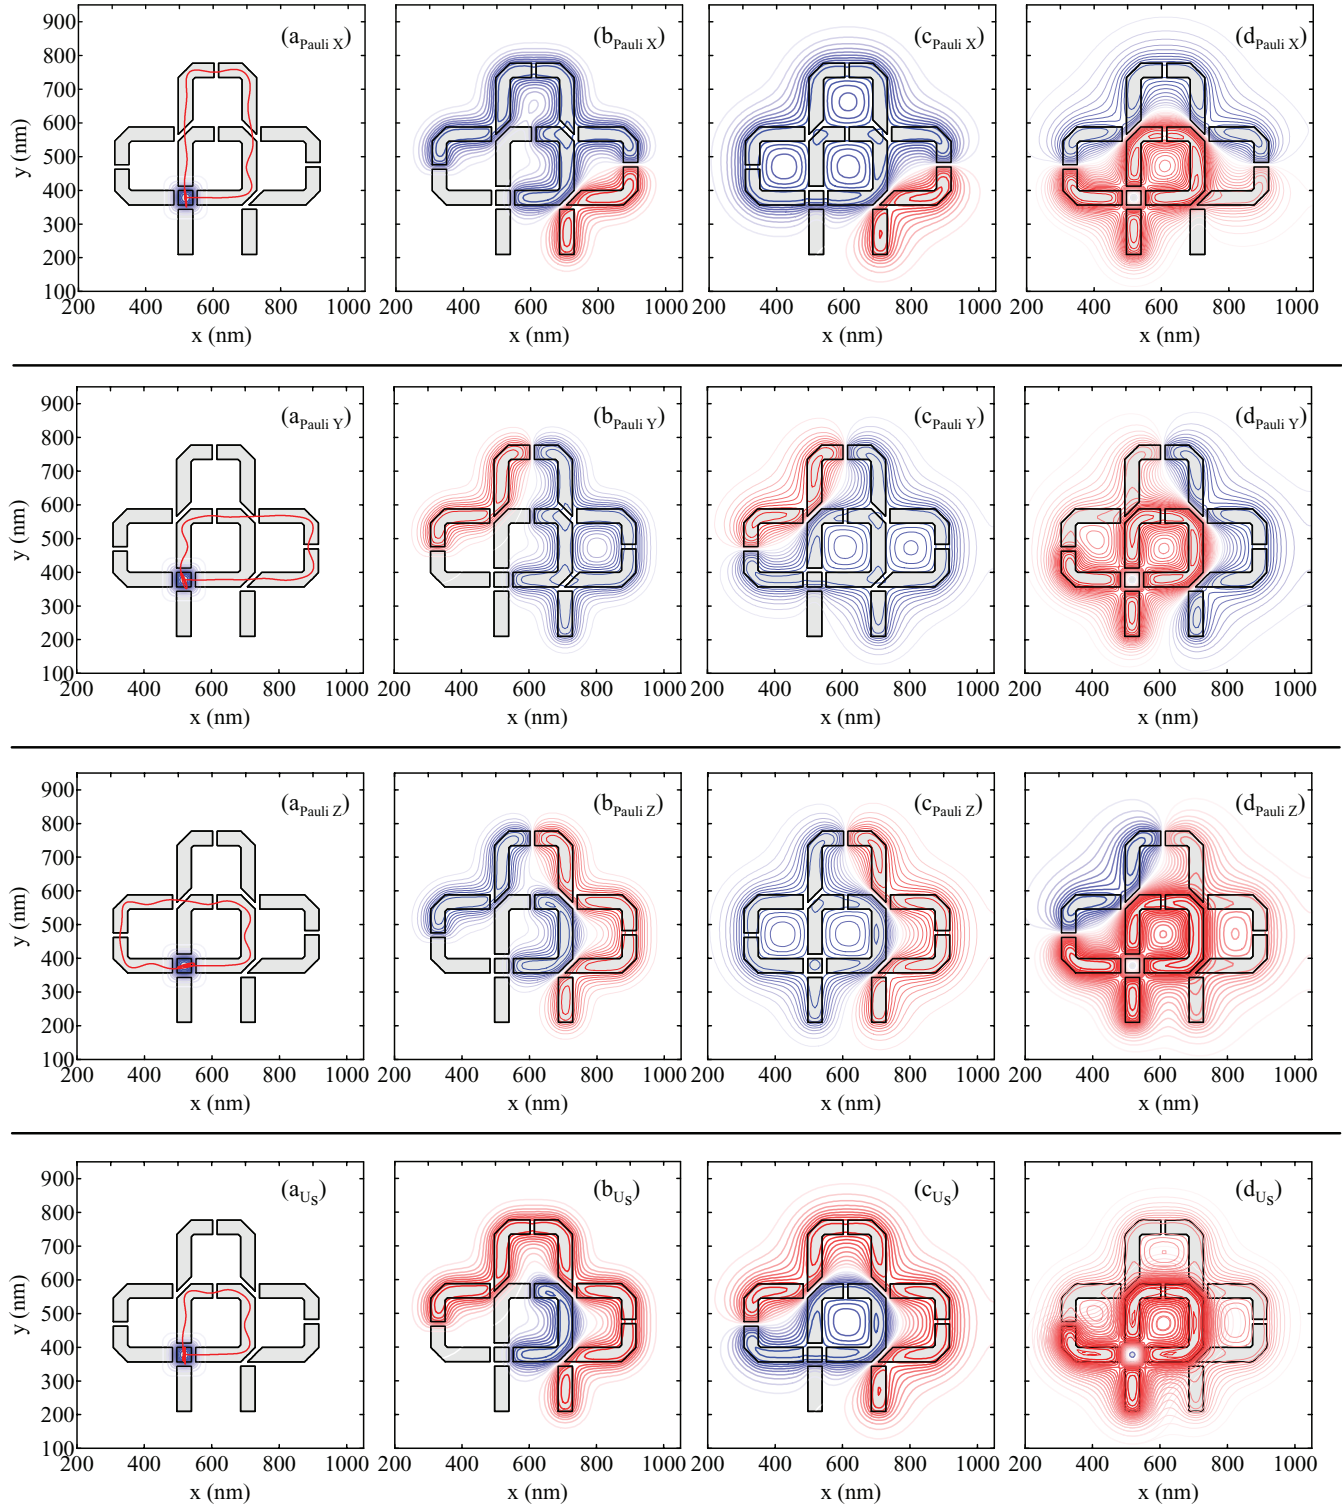 (a_Pauli X) (b_Pauli X) (c_Pauli X) (d_Pauli X)
y (nm)
900
800
700
600
500
400
300
200
100
200 400 600 800 1000 200 400 600 800 1000 200 400 600 800 1000 200 400 600 800 1000
x (nm) x (nm) x (nm) x (nm)
(a_Pauli Y) (b_Pauli Y) (c_Pauli Y) (d_Pauli Y)
y (nm)
900
800
700
600
500
400
300
200
100
200 400 600 800 1000 200 400 600 800 1000 200 400 600 800 1000 200 400 600 800 1000
x (nm) x (nm) x (nm) x (nm)
(a_Pauli Z) (b_Pauli Z) (c_Pauli Z) (d_Pauli Z)
y (nm)
900
800
700
600
500
400
300
200
100
200 400 600 800 1000 200 400 600 800 1000 200 400 600 800 1000 200 400 600 800 1000
x (nm) x (nm) x (nm) x (nm)
(a_U_S) (b_U_S) (c_U_S) (d_U_S)
y (nm)
900
800
700
600
500
400
300
200
100
200 400 600 800 1000 200 400 600 800 1000 200 400 600 800 1000 200 400 600 800 1000
x (nm) x (nm) x (nm) x (nm)